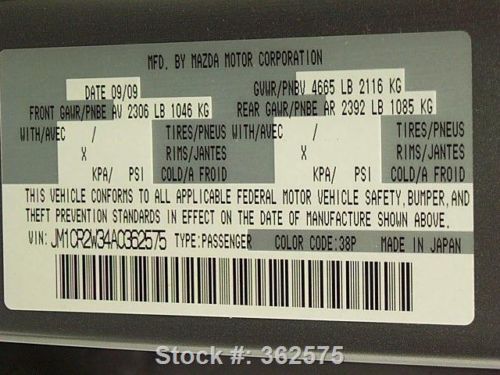 MFD. BY MAZDA MOTOR CORPORATION
DATE 09/09 GVWR/PNBV 4665 LB 2116 KG
FRONT GAWR/PNBE AV 2306 LB 1046 KG REAR GAWR/PNBE AR 2392 LB 1085 KG
WITH/AVEC / TIRES/PNEUS WITH/AVEC / TIRES/PNEUS
X RIMS/JANTES X RIMS/JANTES
KPA/ PSI COLD/A FROID KPA/ PSI COLD/A FROID
THIS VEHICLE CONFORMS TO ALL APPLICABLE FEDERAL MOTOR VEHICLE SAFETY, BUMPER, AND
THEFT PREVENTION STANDARDS IN EFFECT ON THE DATE OF MANUFACTURE SHOWN ABOVE.
VIN: JM1CR2W34A0362575 TYPE:PASSENGER COLOR CODE:38P MADE IN JAPAN
Stock #: 362575